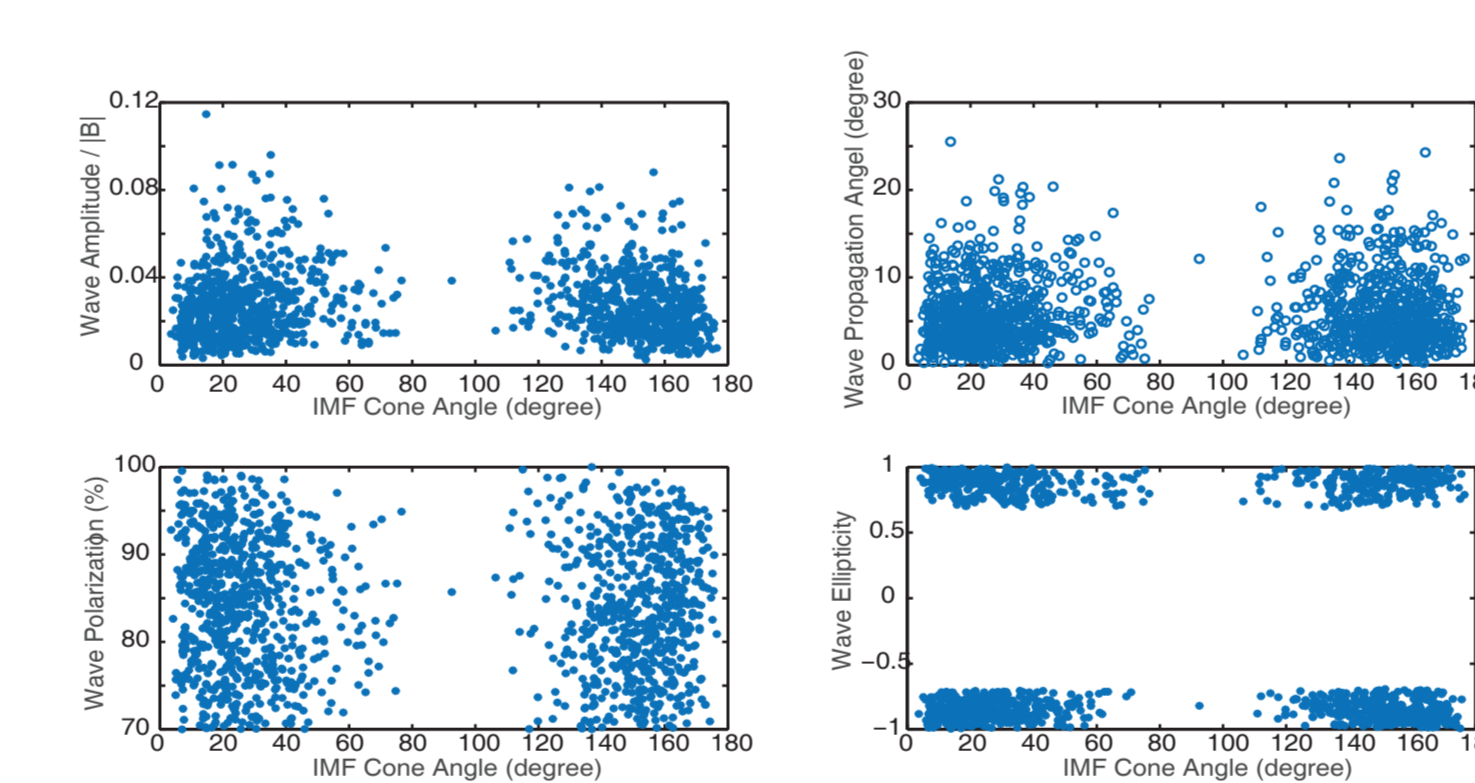 Wave Amplitude / |B|
0.12
0.08
0.04
0
0 20 40 60 80 100 120 140 160 180
IMF Cone Angle (degree)
Wave Propagation Angel (degree)
30
20
10
0
0 20 40 60 80 100 120 140 160 18
IMF Cone Angle (degree)
Wave Polarization (%)
100
90
80
70
0 20 40 60 80 100 120 140 160 180
IMF Cone Angle (degree)
Wave Ellipticity
1
0.5
0
−0.5
−1
0 20 40 60 80 100 120 140 160 18
IMF Cone Angle (degree)